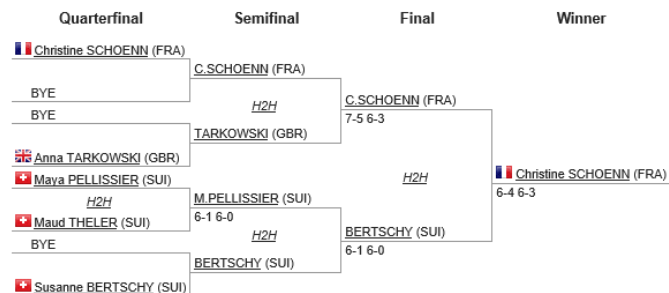 Quarterfinal Semifinal Final Winner
Christine SCHOENN (FRA)
C.SCHOENN (FRA)
BYE
H2H
C.SCHOENN (FRA)
BYE
7-5 6-3
TARKOWSKI (GBR)
Anna TARKOWSKI (GBR)
Maya PELLISSIER (SUI)
H2H
Christine SCHOENN (FRA)
H2H
M.PELLISSIER (SUI)
6-4 6-3
Maud THELER (SUI)
6-1 6-0
H2H
BERTSCHY (SUI)
BYE
6-1 6-0
BERTSCHY (SUI)
Susanne BERTSCHY (SUI)